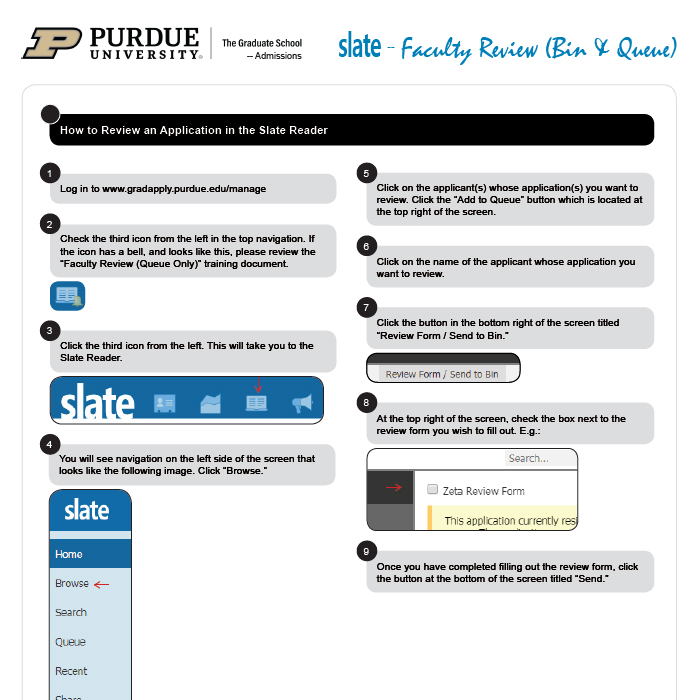 PURDUE
UNIVERSITY®
The Graduate School
— Admissions
slate - Faculty Review (Bin & Queue)
How to Review an Application in the Slate Reader
1
Log in to www.gradapply.purdue.edu/manage
2
Check the third icon from the left in the top navigation. If
the icon has a bell, and looks like this, please review the
"Faculty Review (Queue Only)" training document.
3
Click the third icon from the left. This will take you to the
Slate Reader.
slate
4
You will see navigation on the left side of the screen that
looks like the following image. Click "Browse."
slate
Home
Browse
Search
Queue
Recent
Share
5
Click on the applicant(s) whose application(s) you want to
review. Click the "Add to Queue" button which is located at
the top right of the screen.
6
Click on the name of the applicant whose application you
want to review.
7
Click the button in the bottom right of the screen titled
"Review Form / Send to Bin."
Review Form / Send to Bin
8
At the top right of the screen, check the box next to the
review form you wish to fill out. E.g.:
Search...
Zeta Review Form
This application currently resi
9
Once you have completed filling out the review form, click
the button at the bottom of the screen titled "Send."